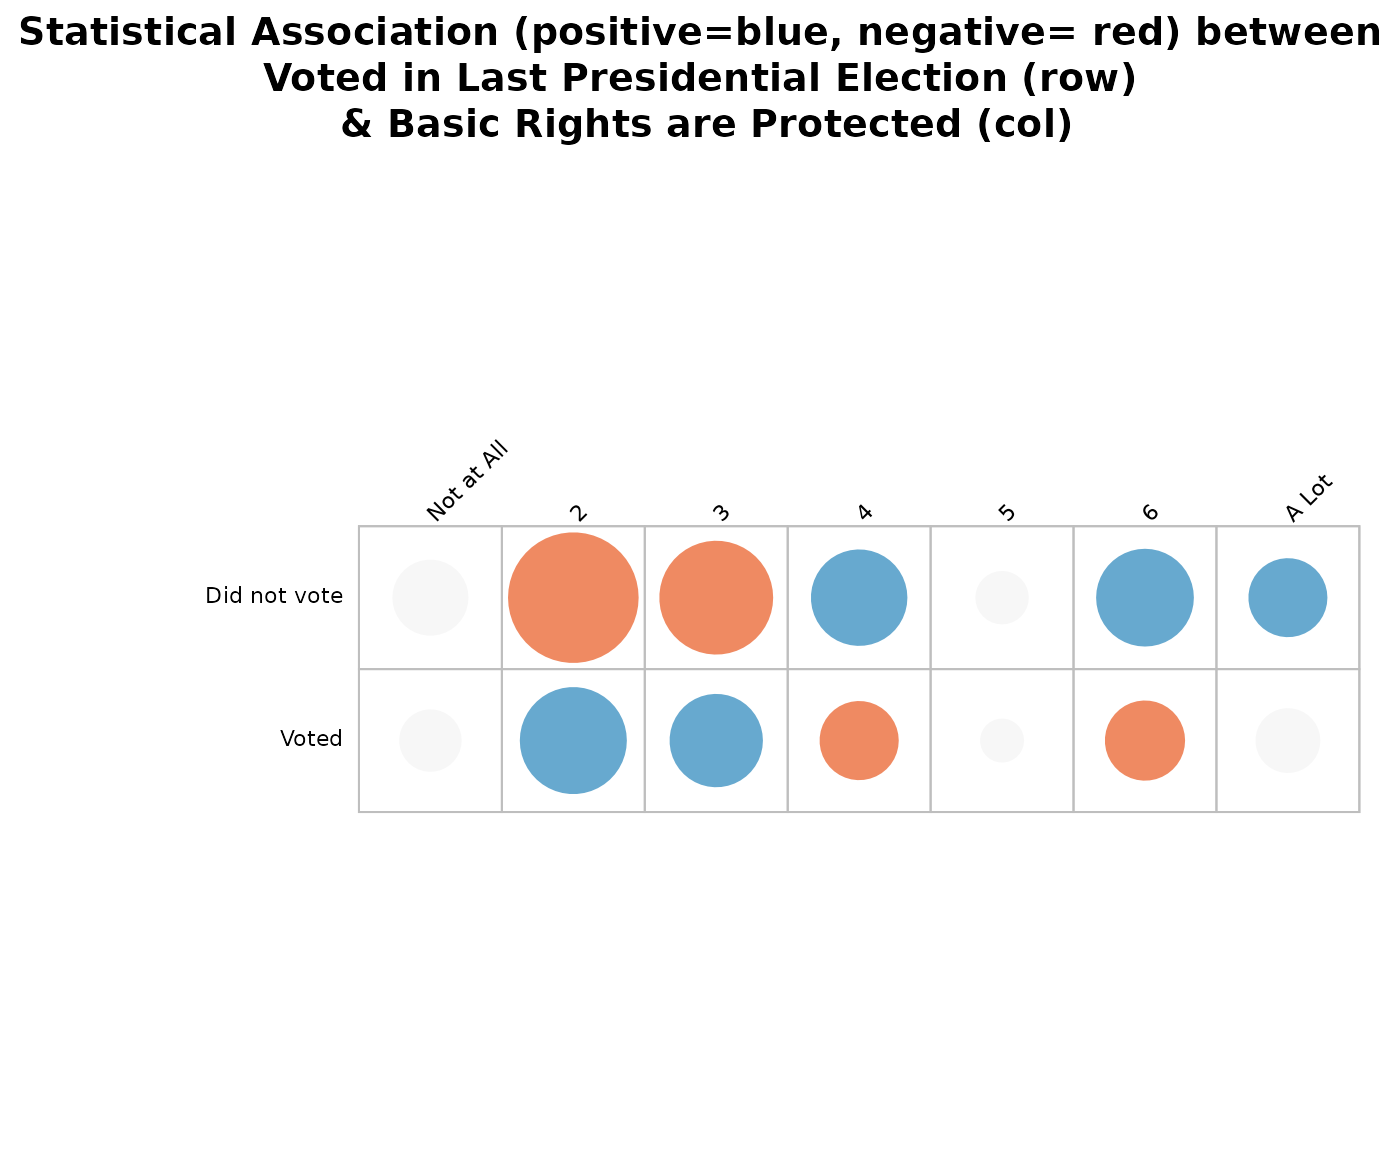 Statistical Association (positive=blue, negative= red) between
Voted in Last Presidential Election (row)
& Basic Rights are Protected (col)
Not at All
2
3
4
5
6
A Lot
Did not vote
Voted